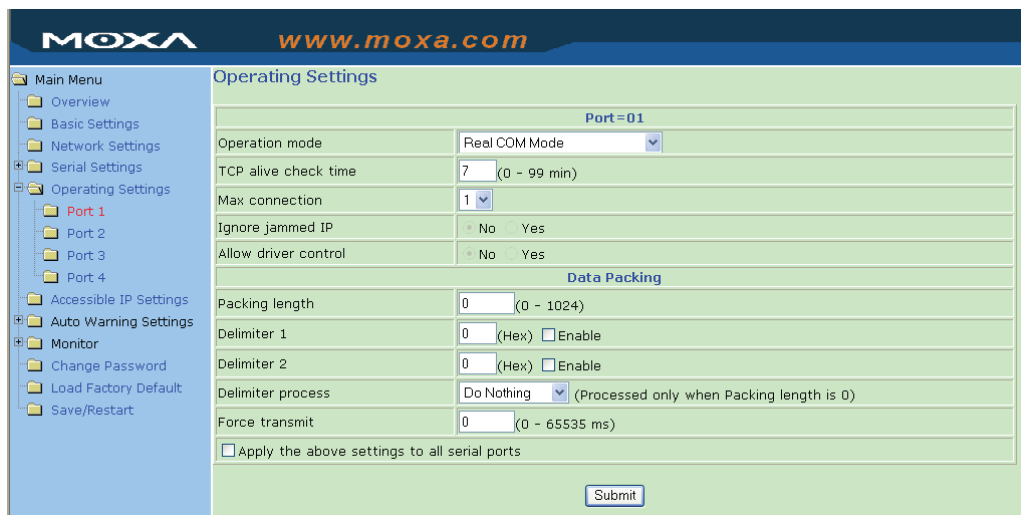 MOXA www.moxa.com
Main Menu
Overview
Basic Settings
Network Settings
Serial Settings
Operating Settings
Port 1
Port 2
Port 3
Port 4
Accessible IP Settings
Auto Warning Settings
Monitor
Change Password
Load Factory Default
Save/Restart
Operating Settings
Port=01
Operation mode Real COM Mode
TCP alive check time 7 (0 - 99 min)
Max connection 1
Ignore jammed IP No Yes
Allow driver control No Yes
Data Packing
Packing length 0 (0 - 1024)
Delimiter 1 0 (Hex) Enable
Delimiter 2 0 (Hex) Enable
Delimiter process Do Nothing (Processed only when Packing length is 0)
Force transmit 0 (0 - 65535 ms)
Apply the above settings to all serial ports
Submit